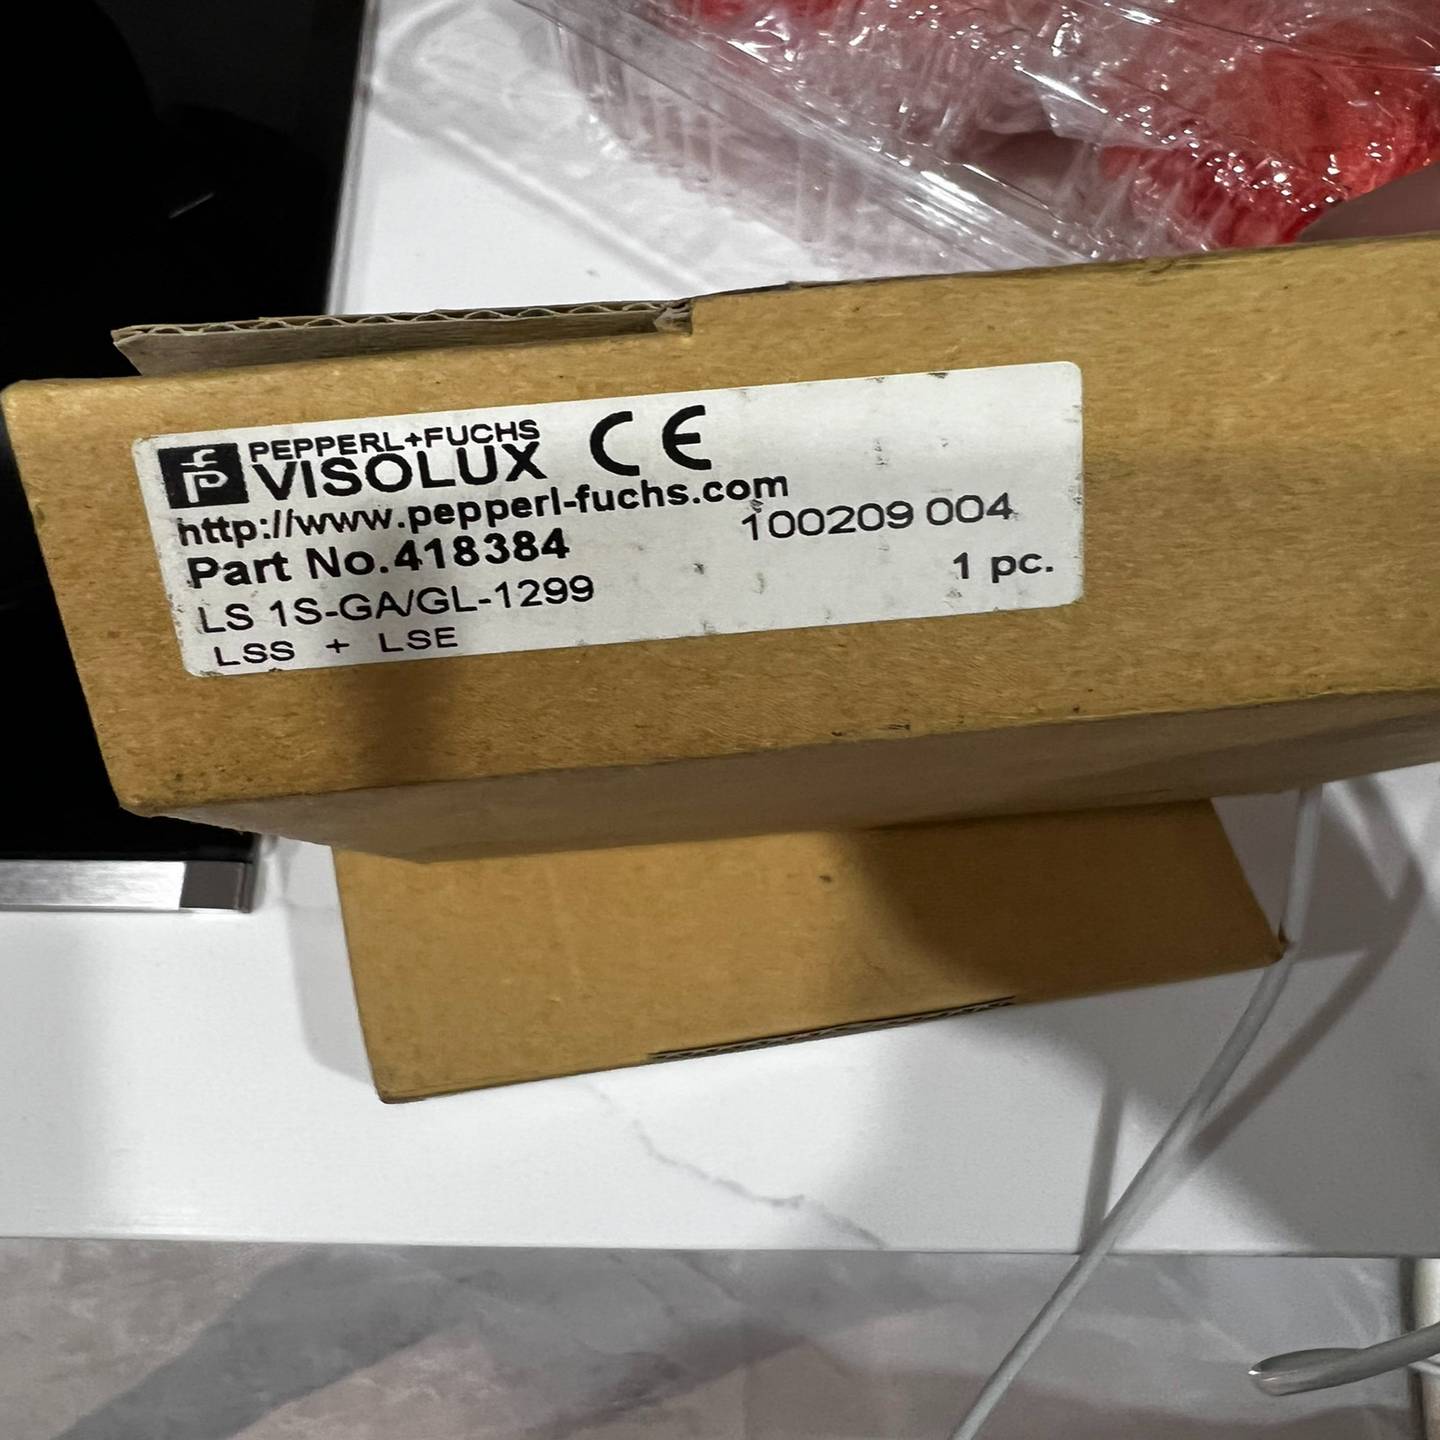 PEPPERL+FUCHS
VISOLUX CE
http://www.pepperl-fuchs.com
100209 004
Part No.418384
1 pc.
LS 1S-GA/GL-1299
LSS + LSE